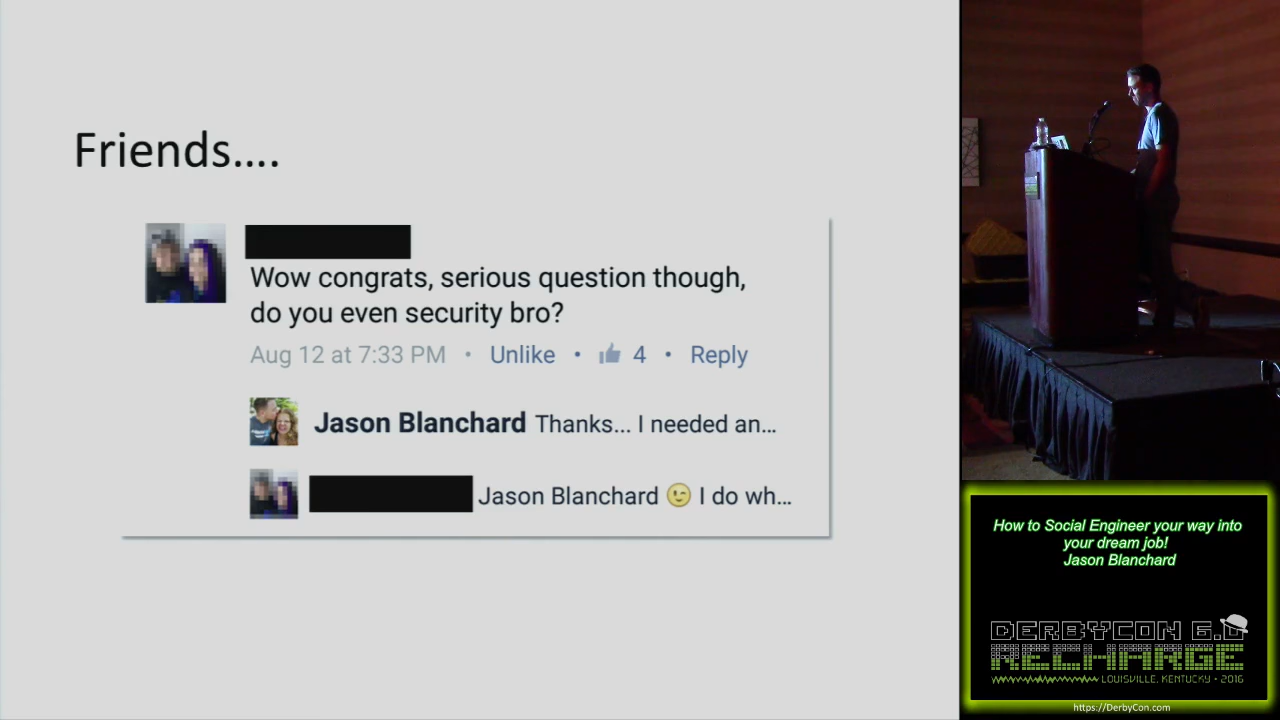 Friends....
Wow congrats, serious question though,
do you even security bro?
Aug 12 at 7:33 PM • Unlike • 4 • Reply
Jason Blanchard Thanks... I needed an...
Jason Blanchard 😉 I do wh...
How to Social Engineer your way into
your dream job!
Jason Blanchard
DERBYCON 6.0
RECHARGE
LOUISVILLE, KENTUCKY • 2016
https://DerbyCon.com